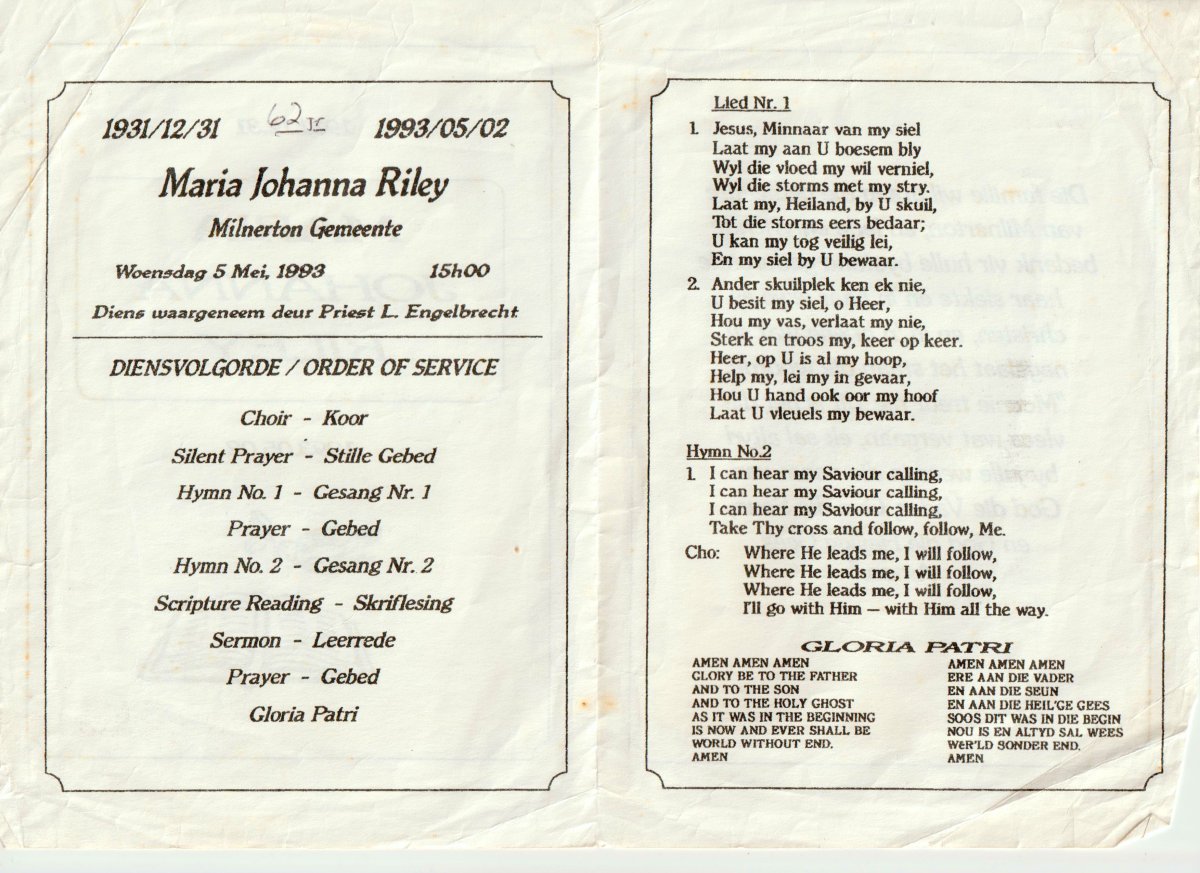 1931/12/31 62 Jr 1993/05/02
Maria Johanna Riley
Milnerton Gemeente
Woensdag 5 Mei, 1993 15h00
Diens waargeneem deur Priest L. Engelbrecht
DIENSVOLGORDE / ORDER OF SERVICE
Choir - Koor
Silent Prayer - Stille Gebed
Hymn No. 1 - Gesang Nr. 1
Prayer - Gebed
Hymn No. 2 - Gesang Nr. 2
Scripture Reading - Skriflesing
Sermon - Leerrede
Prayer - Gebed
Gloria Patri
Lied Nr. 1
1. Jesus, Minnaar van my siel
Laat my aan U boesem bly
Wyl die vloed my wil verniel,
Wyl die storms met my stry.
Laat my, Heiland, by U skuil,
Tot die storms eers bedaar;
U kan my tog veilig lei,
En my siel by U bewaar.
2. Ander skuilplek ken ek nie,
U besit my siel, o Heer,
Hou my vas, verlaat my nie,
Sterk en troos my, keer op keer.
Heer, op U is al my hoop,
Help my, lei my in gevaar,
Hou U hand ook oor my hoof
Laat U vleuels my bewaar.
Hymn No.2
1. I can hear my Saviour calling,
I can hear my Saviour calling,
I can hear my Saviour calling,
Take Thy cross and follow, follow, Me.
Cho: Where He leads me, I will follow,
Where He leads me, I will follow,
Where He leads me, I will follow,
I'll go with Him — with Him all the way.
GLORIA PATRI
AMEN AMEN AMEN
GLORY BE TO THE FATHER
AND TO THE SON
AND TO THE HOLY GHOST
AS IT WAS IN THE BEGINNING
IS NOW AND EVER SHALL BE
WORLD WITHOUT END.
AMEN
AMEN AMEN AMEN
ERE AAN DIE VADER
EN AAN DIE SEUN
EN AAN DIE HEIL'GE GEES
SOOS DIT WAS IN DIE BEGIN
NOU IS EN ALTYD SAL WEES
WêR'LD SONDER END.
AMEN